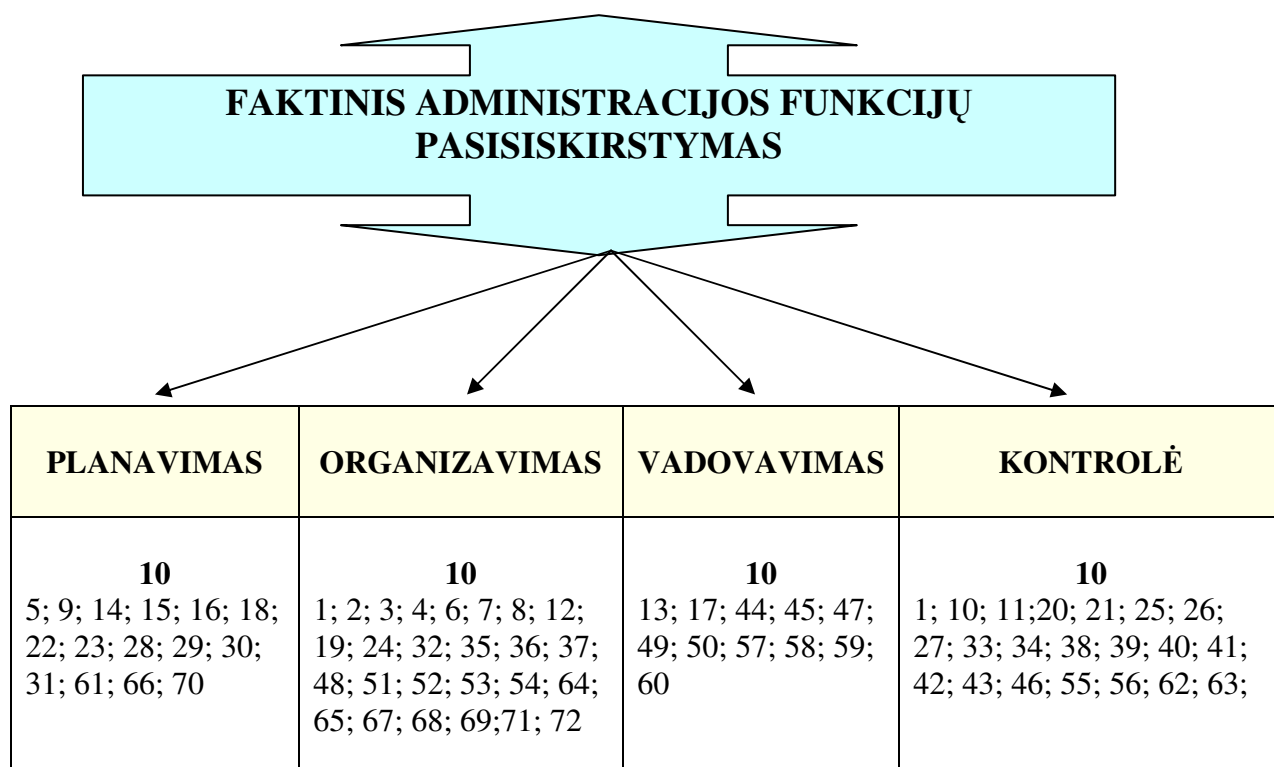 FAKTINIS ADMINISTRACIJOS FUNKCIJŲ
PASISISKIRSTYMAS
PLANAVIMAS
ORGANIZAVIMAS
VADOVAVIMAS
KONTROLĖ
10
5; 9; 14; 15; 16; 18;
22; 23; 28; 29; 30;
31; 61; 66; 70
10
1; 2; 3; 4; 6; 7; 8; 12;
19; 24; 32; 35; 36; 37;
48; 51; 52; 53; 54; 64;
65; 67; 68; 69;71; 72
10
13; 17; 44; 45; 47;
49; 50; 57; 58; 59;
60
10
1; 10; 11;20; 21; 25; 26;
27; 33; 34; 38; 39; 40; 41;
42; 43; 46; 55; 56; 62; 63;